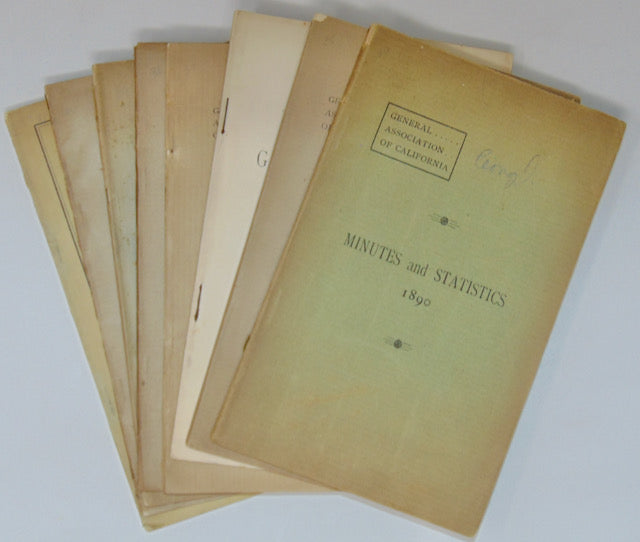 GENERAL.....
ASSOCIATION
OF CALIFORNIA
MINUTES and STATISTICS
1890
G